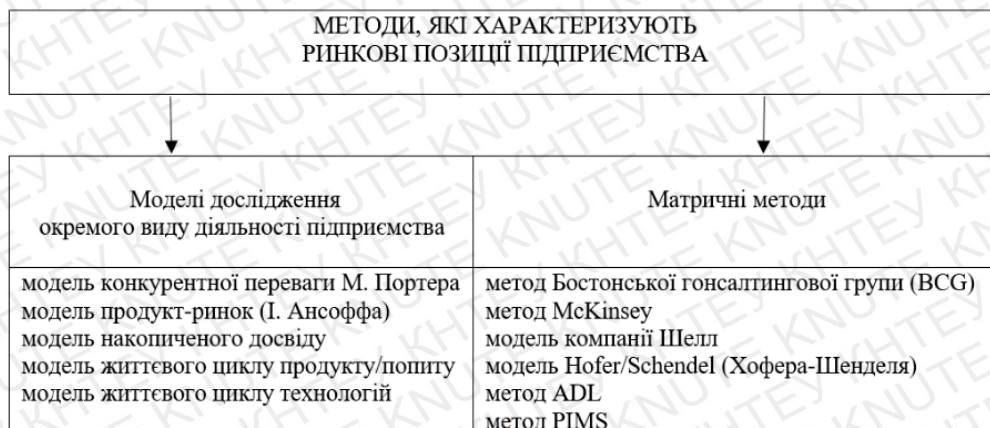 МЕТОДИ, ЯКІ ХАРАКТЕРИЗУЮТЬ
РИНКОВІ ПОЗИЦІЇ ПІДПРИЄМСТВА
Моделі дослідження
окремого виду діяльності підприємства
Матричні методи
модель конкурентної переваги М. Портера
модель продукт-ринок (І. Ансоффа)
модель накопиченого досвіду
модель життєвого циклу продукту/попиту
модель життєвого циклу технологій
метод Бостонської гонсалтингової групи (BCG)
метод McKinsey
модель компанії Шелл
модель Hofer/Schendel (Хофера-Шенделя)
метод ADL
метод PIMS